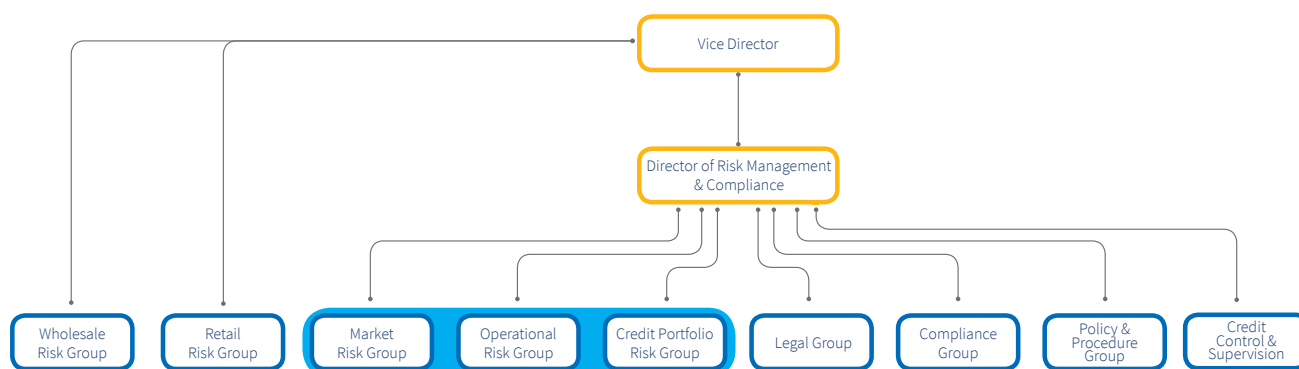 Vice Director
Director of Risk Management
& Compliance
Wholesale
Risk Group
Retail
Risk Group
Market
Risk Group
Operational
Risk Group
Credit Portfolio
Risk Group
Legal Group
Compliance
Group
Policy &
Procedure
Group
Credit
Control &
Supervision